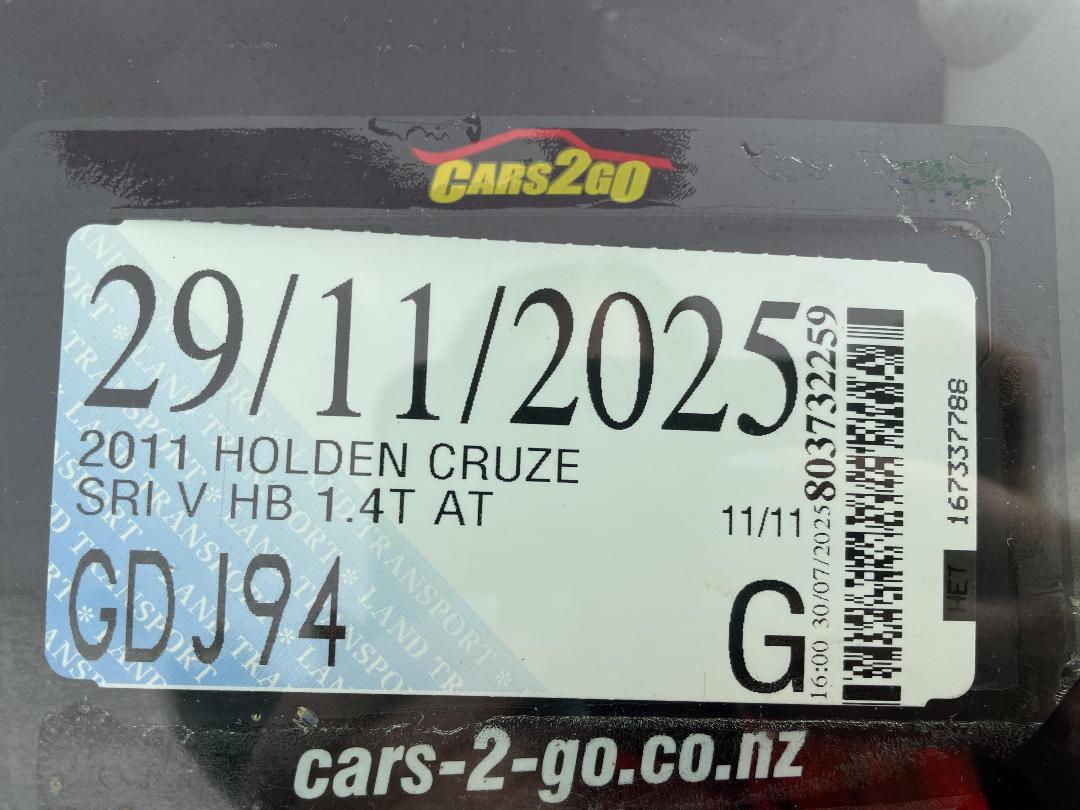 CARS2GO
29/11/2025
2011 HOLDEN CRUZE
SRI V HB 1.4T AT
11/11
GDJ94
G
16:00 30/07/2025 803732259
167337788
HET
cars-2-go.co.nz